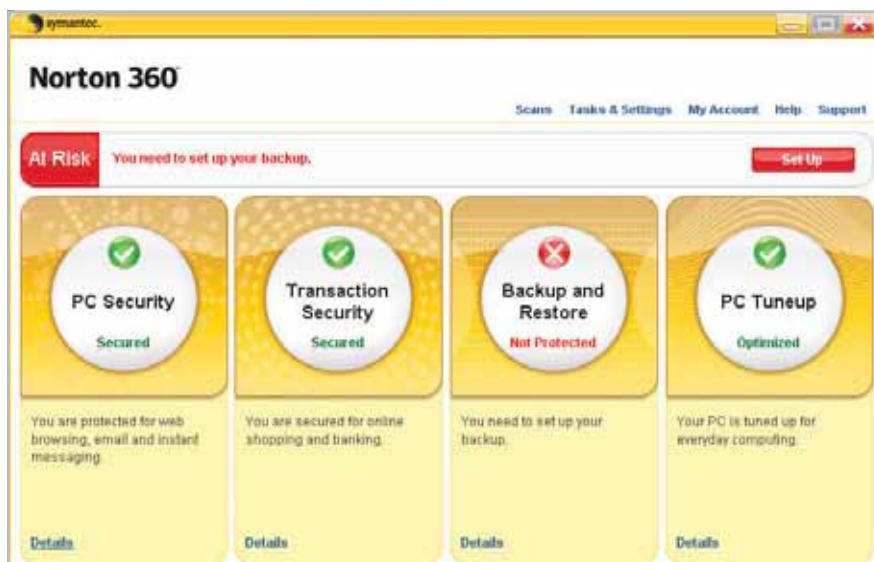 symantec.
Norton 360
Scans Tasks & Settings My Account Help Support
At Risk You need to set up your backup. Set Up
PC Security
Secured
Transaction
Security
Secured
Backup and
Restore
Not Protected
PC Tuneup
Optimized
You are protected for web
browsing, email and instant
messaging.
You are secured for online
shopping and banking.
You need to set up your
backup.
Your PC is tuned up for
everyday computing.
Details
Details
Details
Details